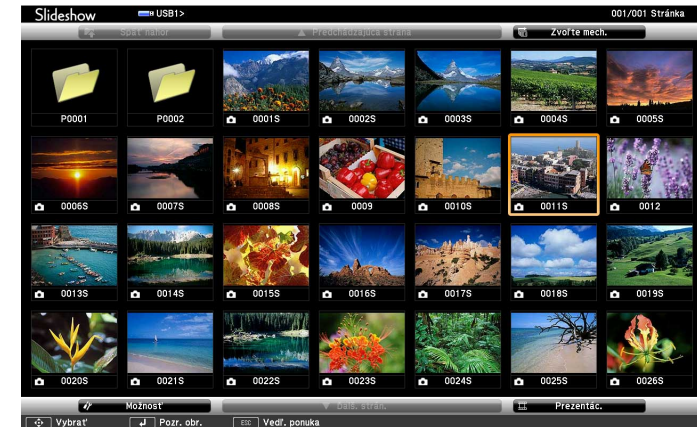 Slideshow USB1> 001/001 Stránka
Späť nahor Predchádzajúca strana Zvoľte mech.
P0001 P0002 0001S 0002S 0003S 0004S 0005S
0006S 0007S 0008S 0009 0010S 0011S 0012
0013S 0014S 0015S 0016S 0017S 0018S 0019S
0020S 0021S 0022S 0023S 0024S 0025S 0026S
Možnosť Ďalš. strán. Prezentác.
Vybrať Pozr. obr. ESC Vedľ. ponuka